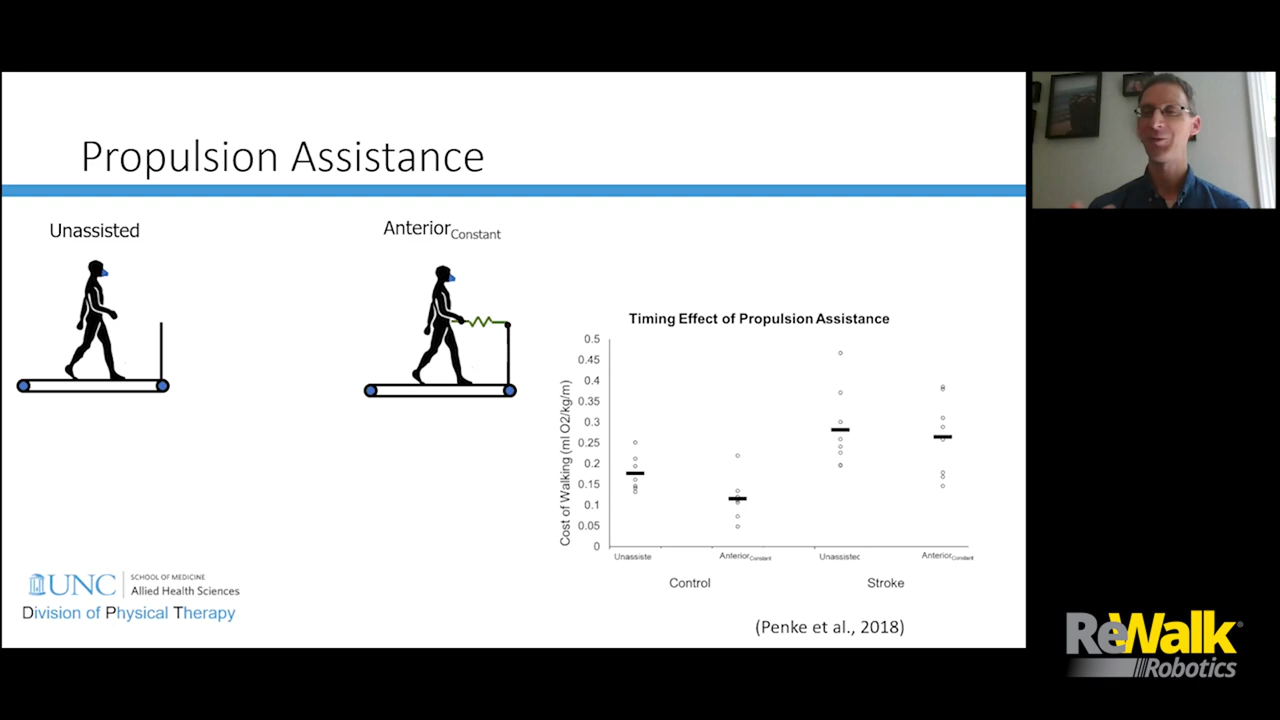 Propulsion Assistance
Unassisted
AnteriorConstant
Timing Effect of Propulsion Assistance
Cost of Walking (ml O2/kg/m)
0.5
0.45
0.4
0.35
0.3
0.25
0.2
0.15
0.1
0.05
0
Unassiste
AnteriorConstant
Unassistec
AnteriorConstant
Control
Stroke
UNC
SCHOOL OF MEDICINE
Allied Health Sciences
Division of Physical Therapy
(Penke et al., 2018)
ReWalk
Robotics